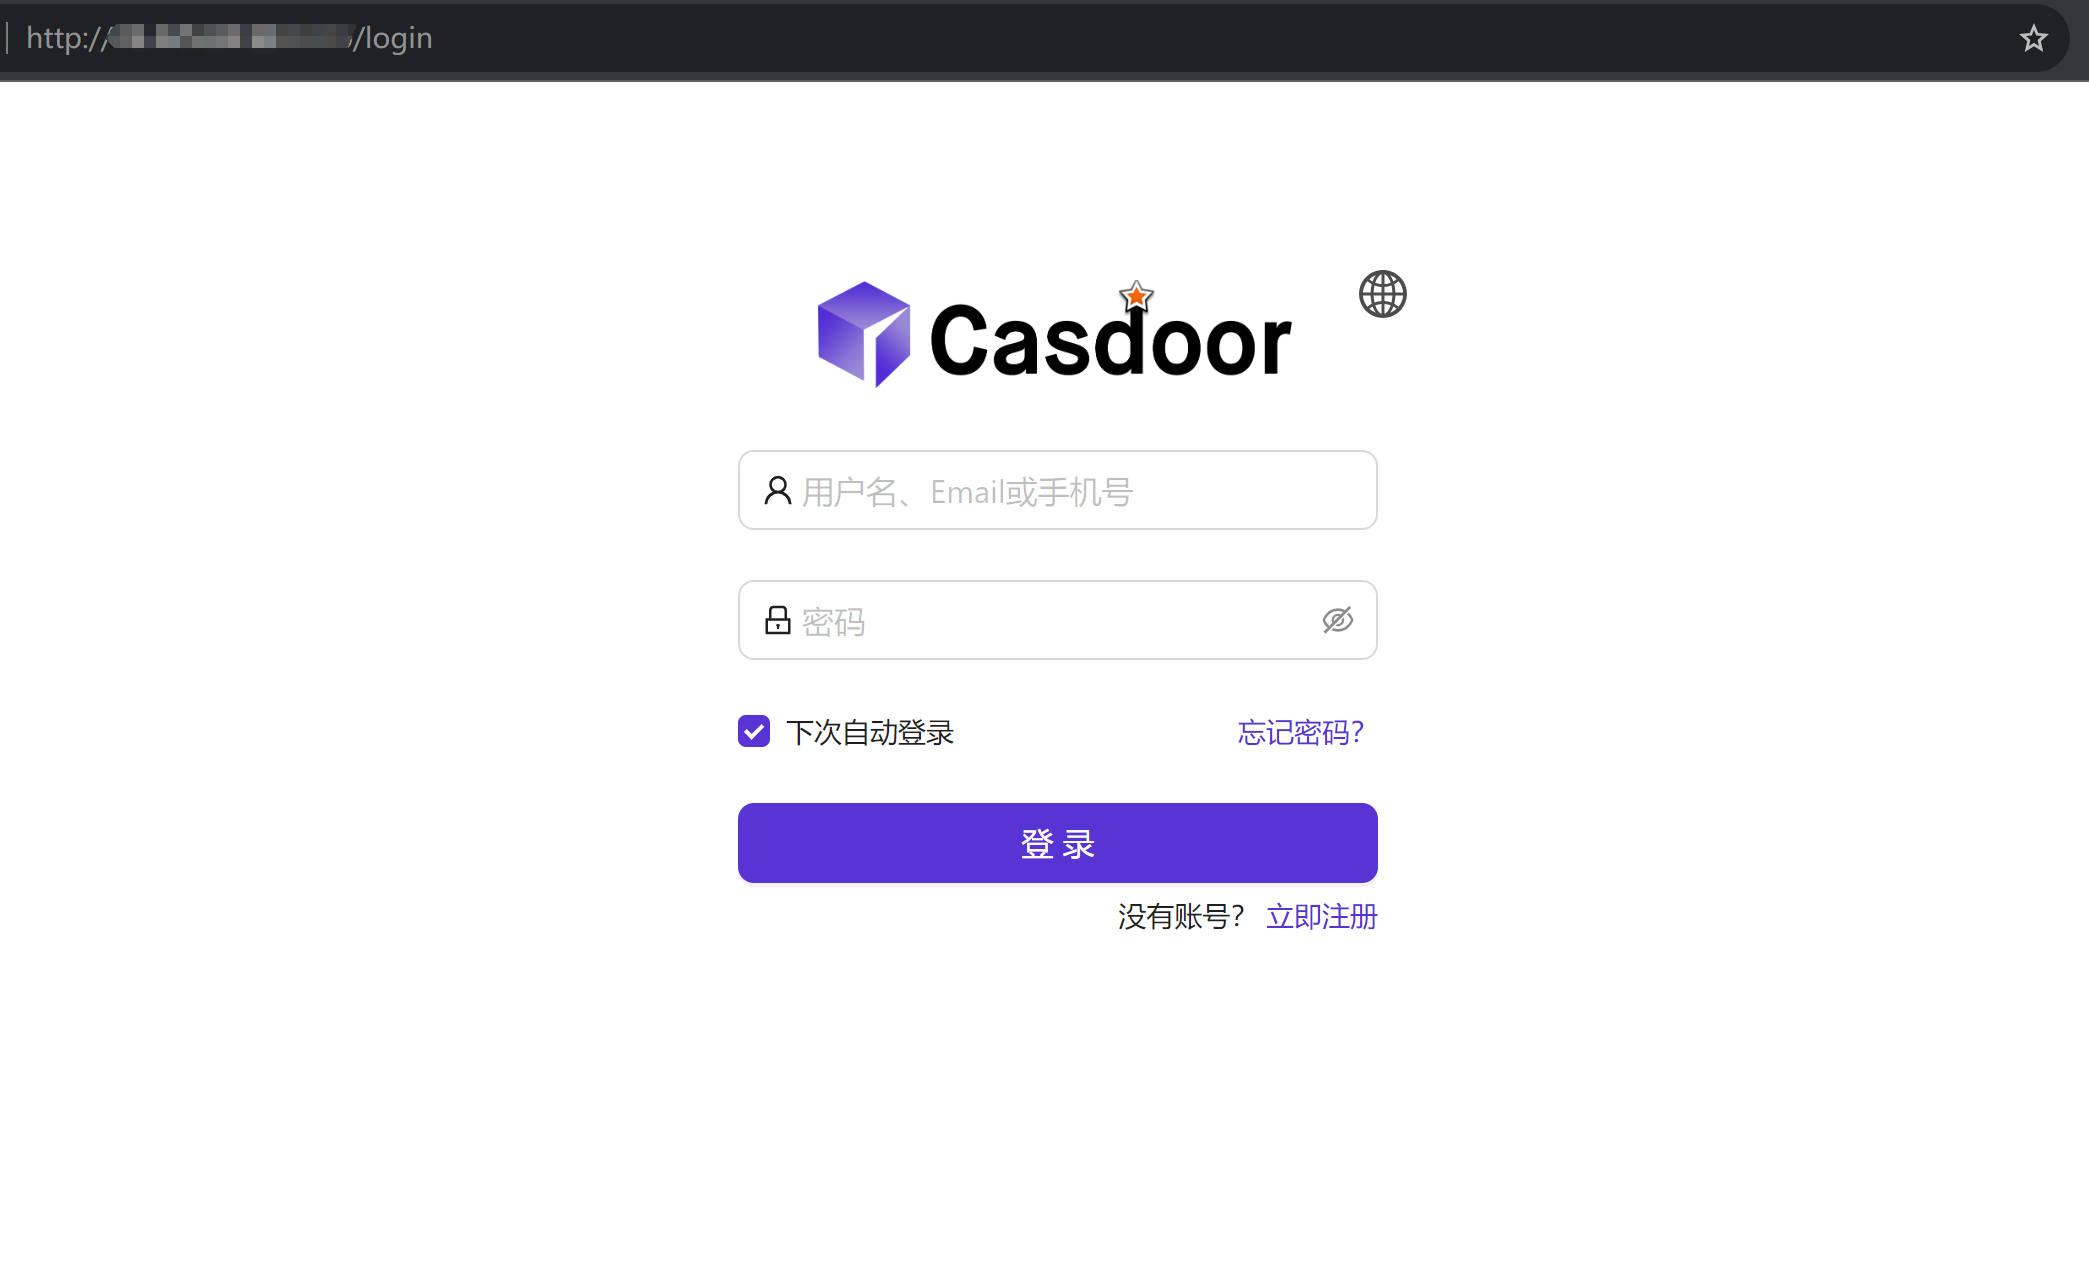 http://
/login
Casdoor
用户名、Email或手机号
密码
下次自动登录
忘记密码?
登 录
没有账号? 立即注册